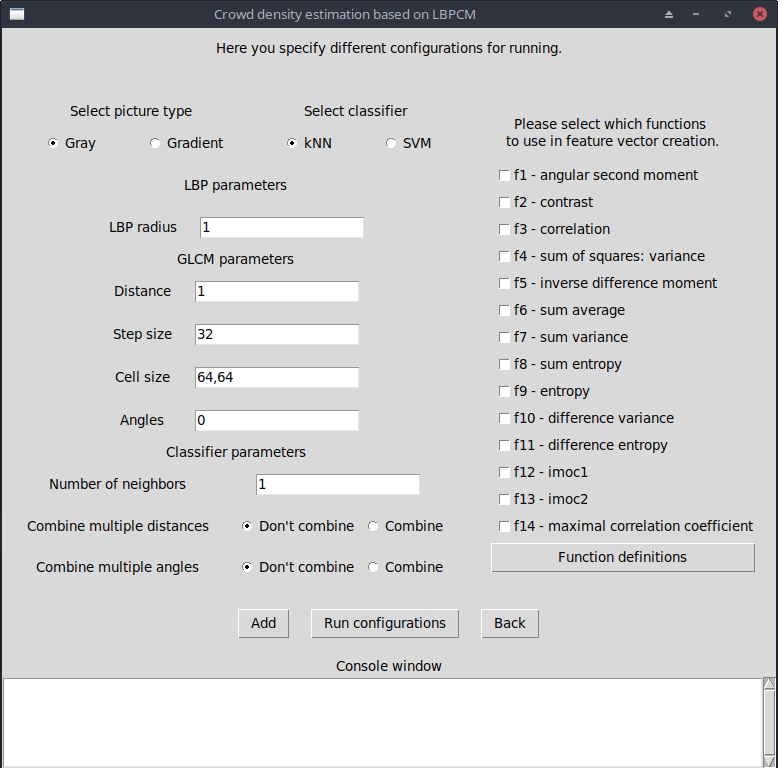 Crowd density estimation based on LBPCM
Here you specify different configurations for running.
Select picture type
Select classifier
Gray
Gradient
kNN
SVM
LBP parameters
LBP radius
1
GLCM parameters
Distance
1
Step size
32
Cell size
64,64
Angles
0
Classifier parameters
Number of neighbors
1
Combine multiple distances
Don't combine
Combine
Combine multiple angles
Don't combine
Combine
Please select which functions
to use in feature vector creation.
f1 - angular second moment
f2 - contrast
f3 - correlation
f4 - sum of squares: variance
f5 - inverse difference moment
f6 - sum average
f7 - sum variance
f8 - sum entropy
f9 - entropy
f10 - difference variance
f11 - difference entropy
f12 - imoc1
f13 - imoc2
f14 - maximal correlation coefficient
Function definitions
Add
Run configurations
Back
Console window